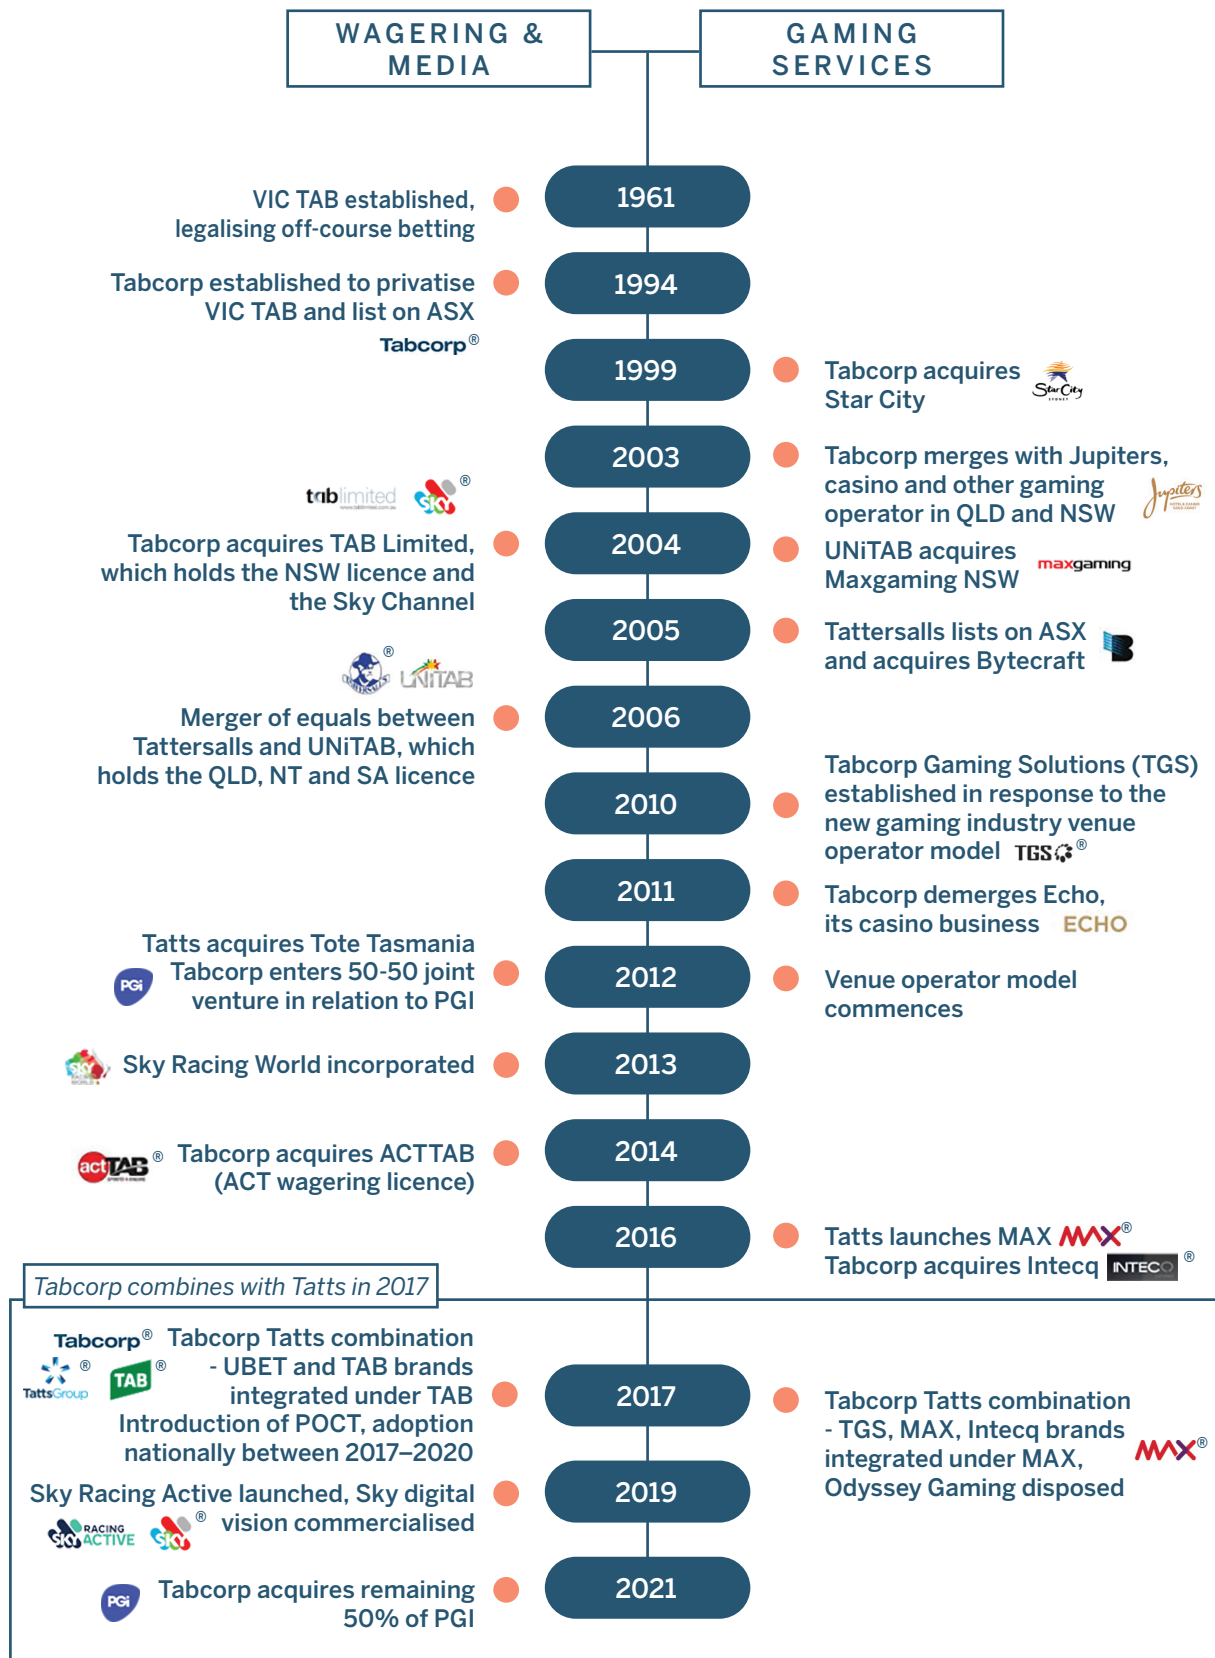 WAGERING &
MEDIA
GAMING
SERVICES
1961
VIC TAB established,
legalising off-course betting
1994
Tabcorp established to privatise
VIC TAB and list on ASX
Tabcorp®
1999
Tabcorp acquires
Star City
Star City
SYDNEY
2003
Tabcorp merges with Jupiters,
casino and other gaming
operator in QLD and NSW
Jupiters
tablimited
SKY
®
2004
Tabcorp acquires TAB Limited,
which holds the NSW licence and
the Sky Channel
UNiTAB acquires
Maxgaming NSW
maxgaming
2005
Tattersalls lists on ASX
and acquires Bytecraft
B
®
UNiTAB
2006
Merger of equals between
Tattersalls and UNiTAB, which
holds the QLD, NT and SA licence
2010
Tabcorp Gaming Solutions (TGS)
established in response to the
new gaming industry venue
operator model
TGS ®
2011
Tabcorp demerges Echo,
its casino business
ECHO
2012
Tatts acquires Tote Tasmania
Tabcorp enters 50-50 joint
venture in relation to PGI
PGI
Venue operator model
commences
2013
SKY
RACING
WORLD
Sky Racing World incorporated
2014
actTAB ®
Tabcorp acquires ACTTAB
(ACT wagering licence)
2016
Tatts launches MAX MAX®
Tabcorp acquires Intecq INTECQ ®
Tabcorp combines with Tatts in 2017
2017
Tabcorp®
TattsGroup ®
TAB ®
Tabcorp Tatts combination
- UBET and TAB brands
integrated under TAB
Introduction of POCT, adoption
nationally between 2017–2020
Tabcorp Tatts combination
- TGS, MAX, Intecq brands
integrated under MAX,
Odyssey Gaming disposed
MAX®
2019
Sky Racing Active launched, Sky digital
vision commercialised
SKY RACING
ACTIVE
SKY ®
2021
PGI
Tabcorp acquires remaining
50% of PGI